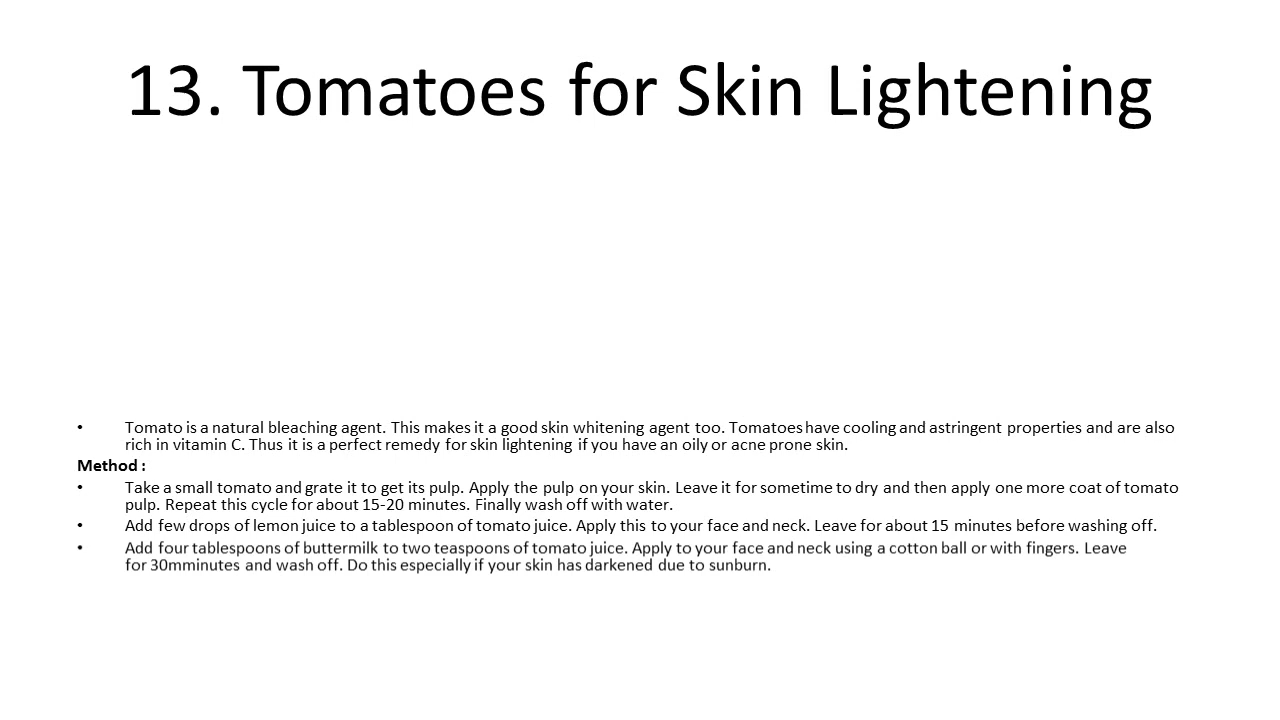 13. Tomatoes for Skin Lightening
• Tomato is a natural bleaching agent. This makes it a good skin whitening agent too. Tomatoes have cooling and astringent properties and are also
rich in vitamin C. Thus it is a perfect remedy for skin lightening if you have an oily or acne prone skin.
Method :
• Take a small tomato and grate it to get its pulp. Apply the pulp on your skin. Leave it for sometime to dry and then apply one more coat of tomato
pulp. Repeat this cycle for about 15-20 minutes. Finally wash off with water.
• Add few drops of lemon juice to a tablespoon of tomato juice. Apply this to your face and neck. Leave for about 15 minutes before washing off.
• Add four tablespoons of buttermilk to two teaspoons of tomato juice. Apply to your face and neck using a cotton ball or with fingers. Leave
for 30mminutes and wash off. Do this especially if your skin has darkened due to sunburn.